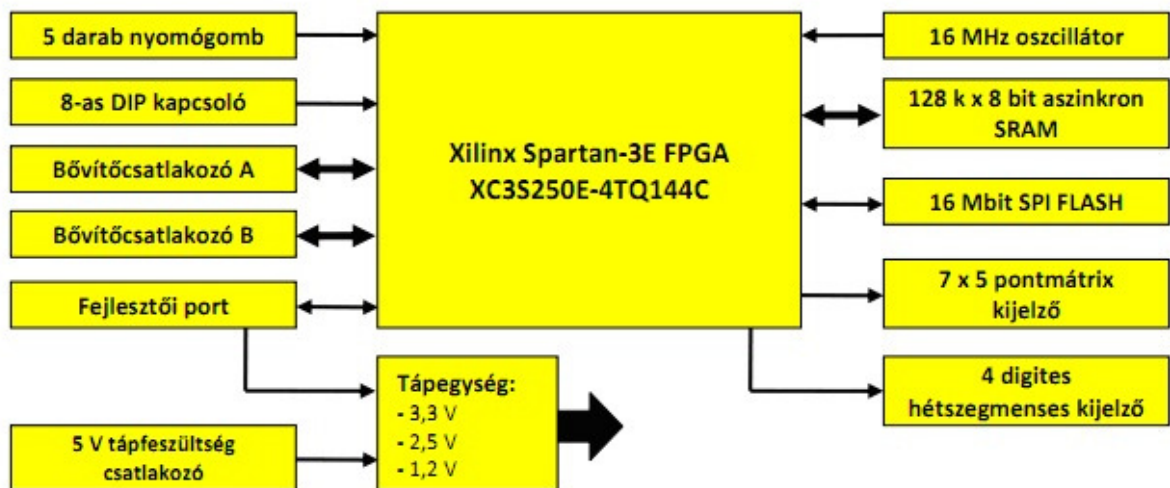 5 darab nyomógomb
8-as DIP kapcsoló
Bővítőcsatlakozó A
Bővítőcsatlakozó B
Fejlesztői port
5 V tápfeszültség
csatlakozó
Xilinx Spartan-3E FPGA
XC3S250E-4TQ144C
Tápegység:
- 3,3 V
- 2,5 V
- 1,2 V
16 MHz oszcillátor
128 k x 8 bit aszinkron
SRAM
16 Mbit SPI FLASH
7 x 5 pontmátrix
kijelző
4 digites
hétszegmenses kijelző